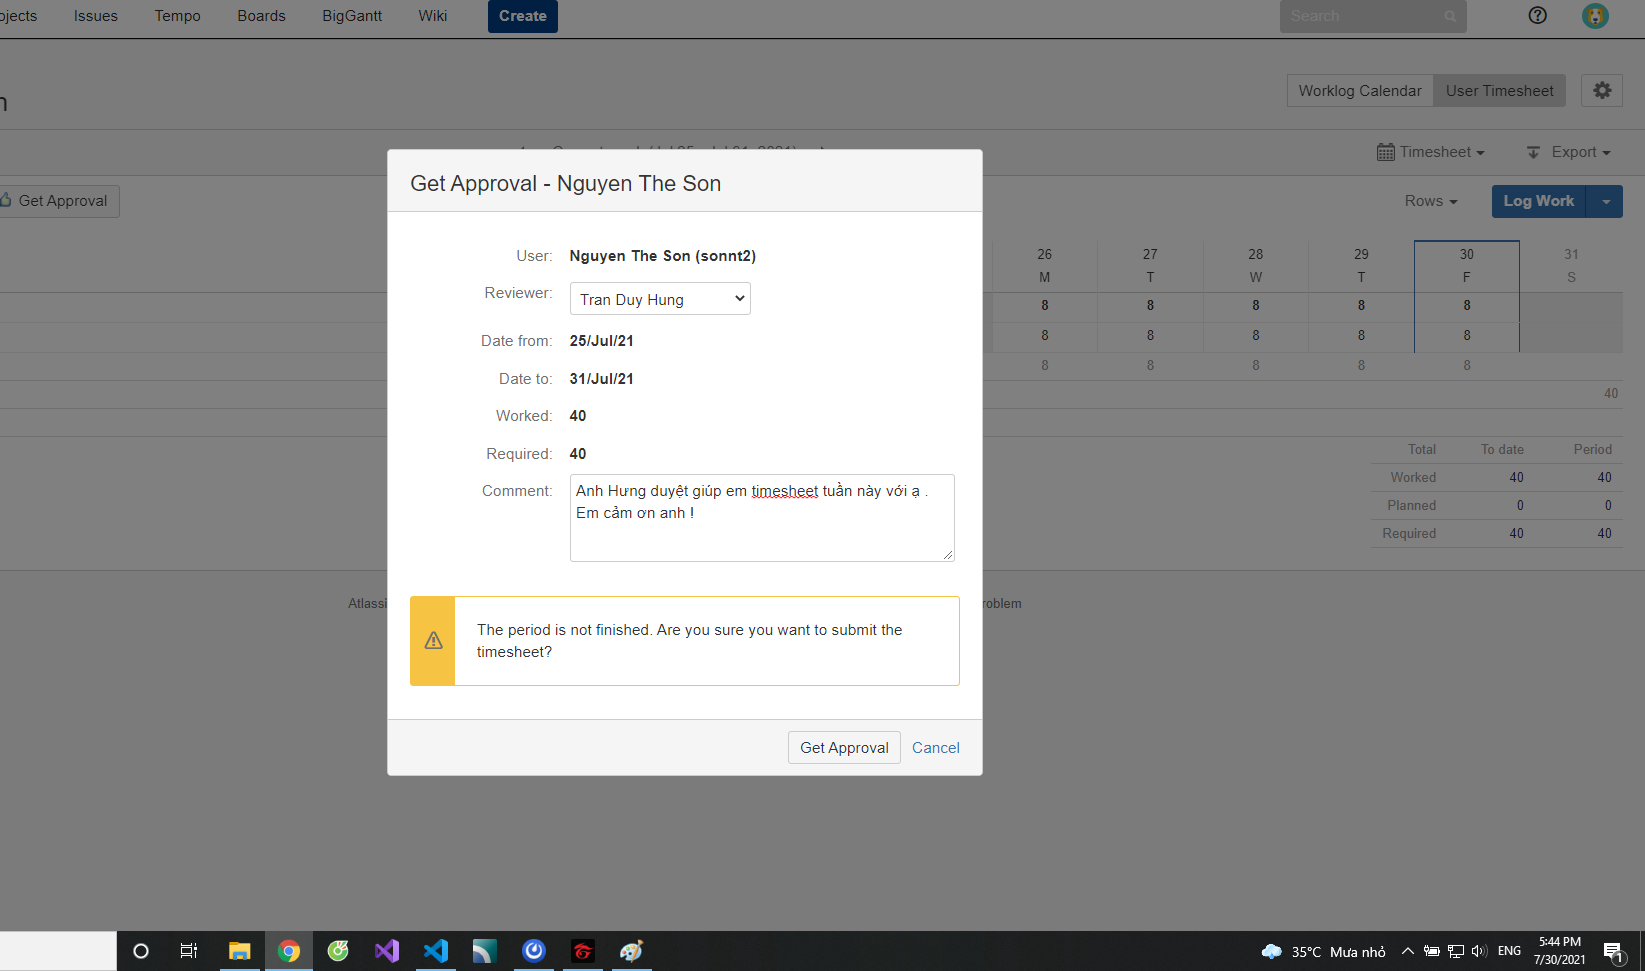 ojects Issues Tempo Boards BigGantt Wiki Create Search
n
Worklog Calendar User Timesheet
Timesheet Export
Get Approval
Rows Log Work
26 27 28 29 30 31
M T W T F S
8 8 8 8 8
8 8 8 8 8
8 8 8 8 8
40
Total To date Period
Worked 40 40
Planned 0 0
Required 40 40
Get Approval - Nguyen The Son
User: Nguyen The Son (sonnt2)
Reviewer: Tran Duy Hung
Date from: 25/Jul/21
Date to: 31/Jul/21
Worked: 40
Required: 40
Comment: Anh Hưng duyệt giúp em timesheet tuần này với ạ .
Em cảm ơn anh !
Atlassi roblem
The period is not finished. Are you sure you want to submit the
timesheet?
Get Approval Cancel
35°C Mưa nhỏ ENG 5:44 PM
7/30/2021
1